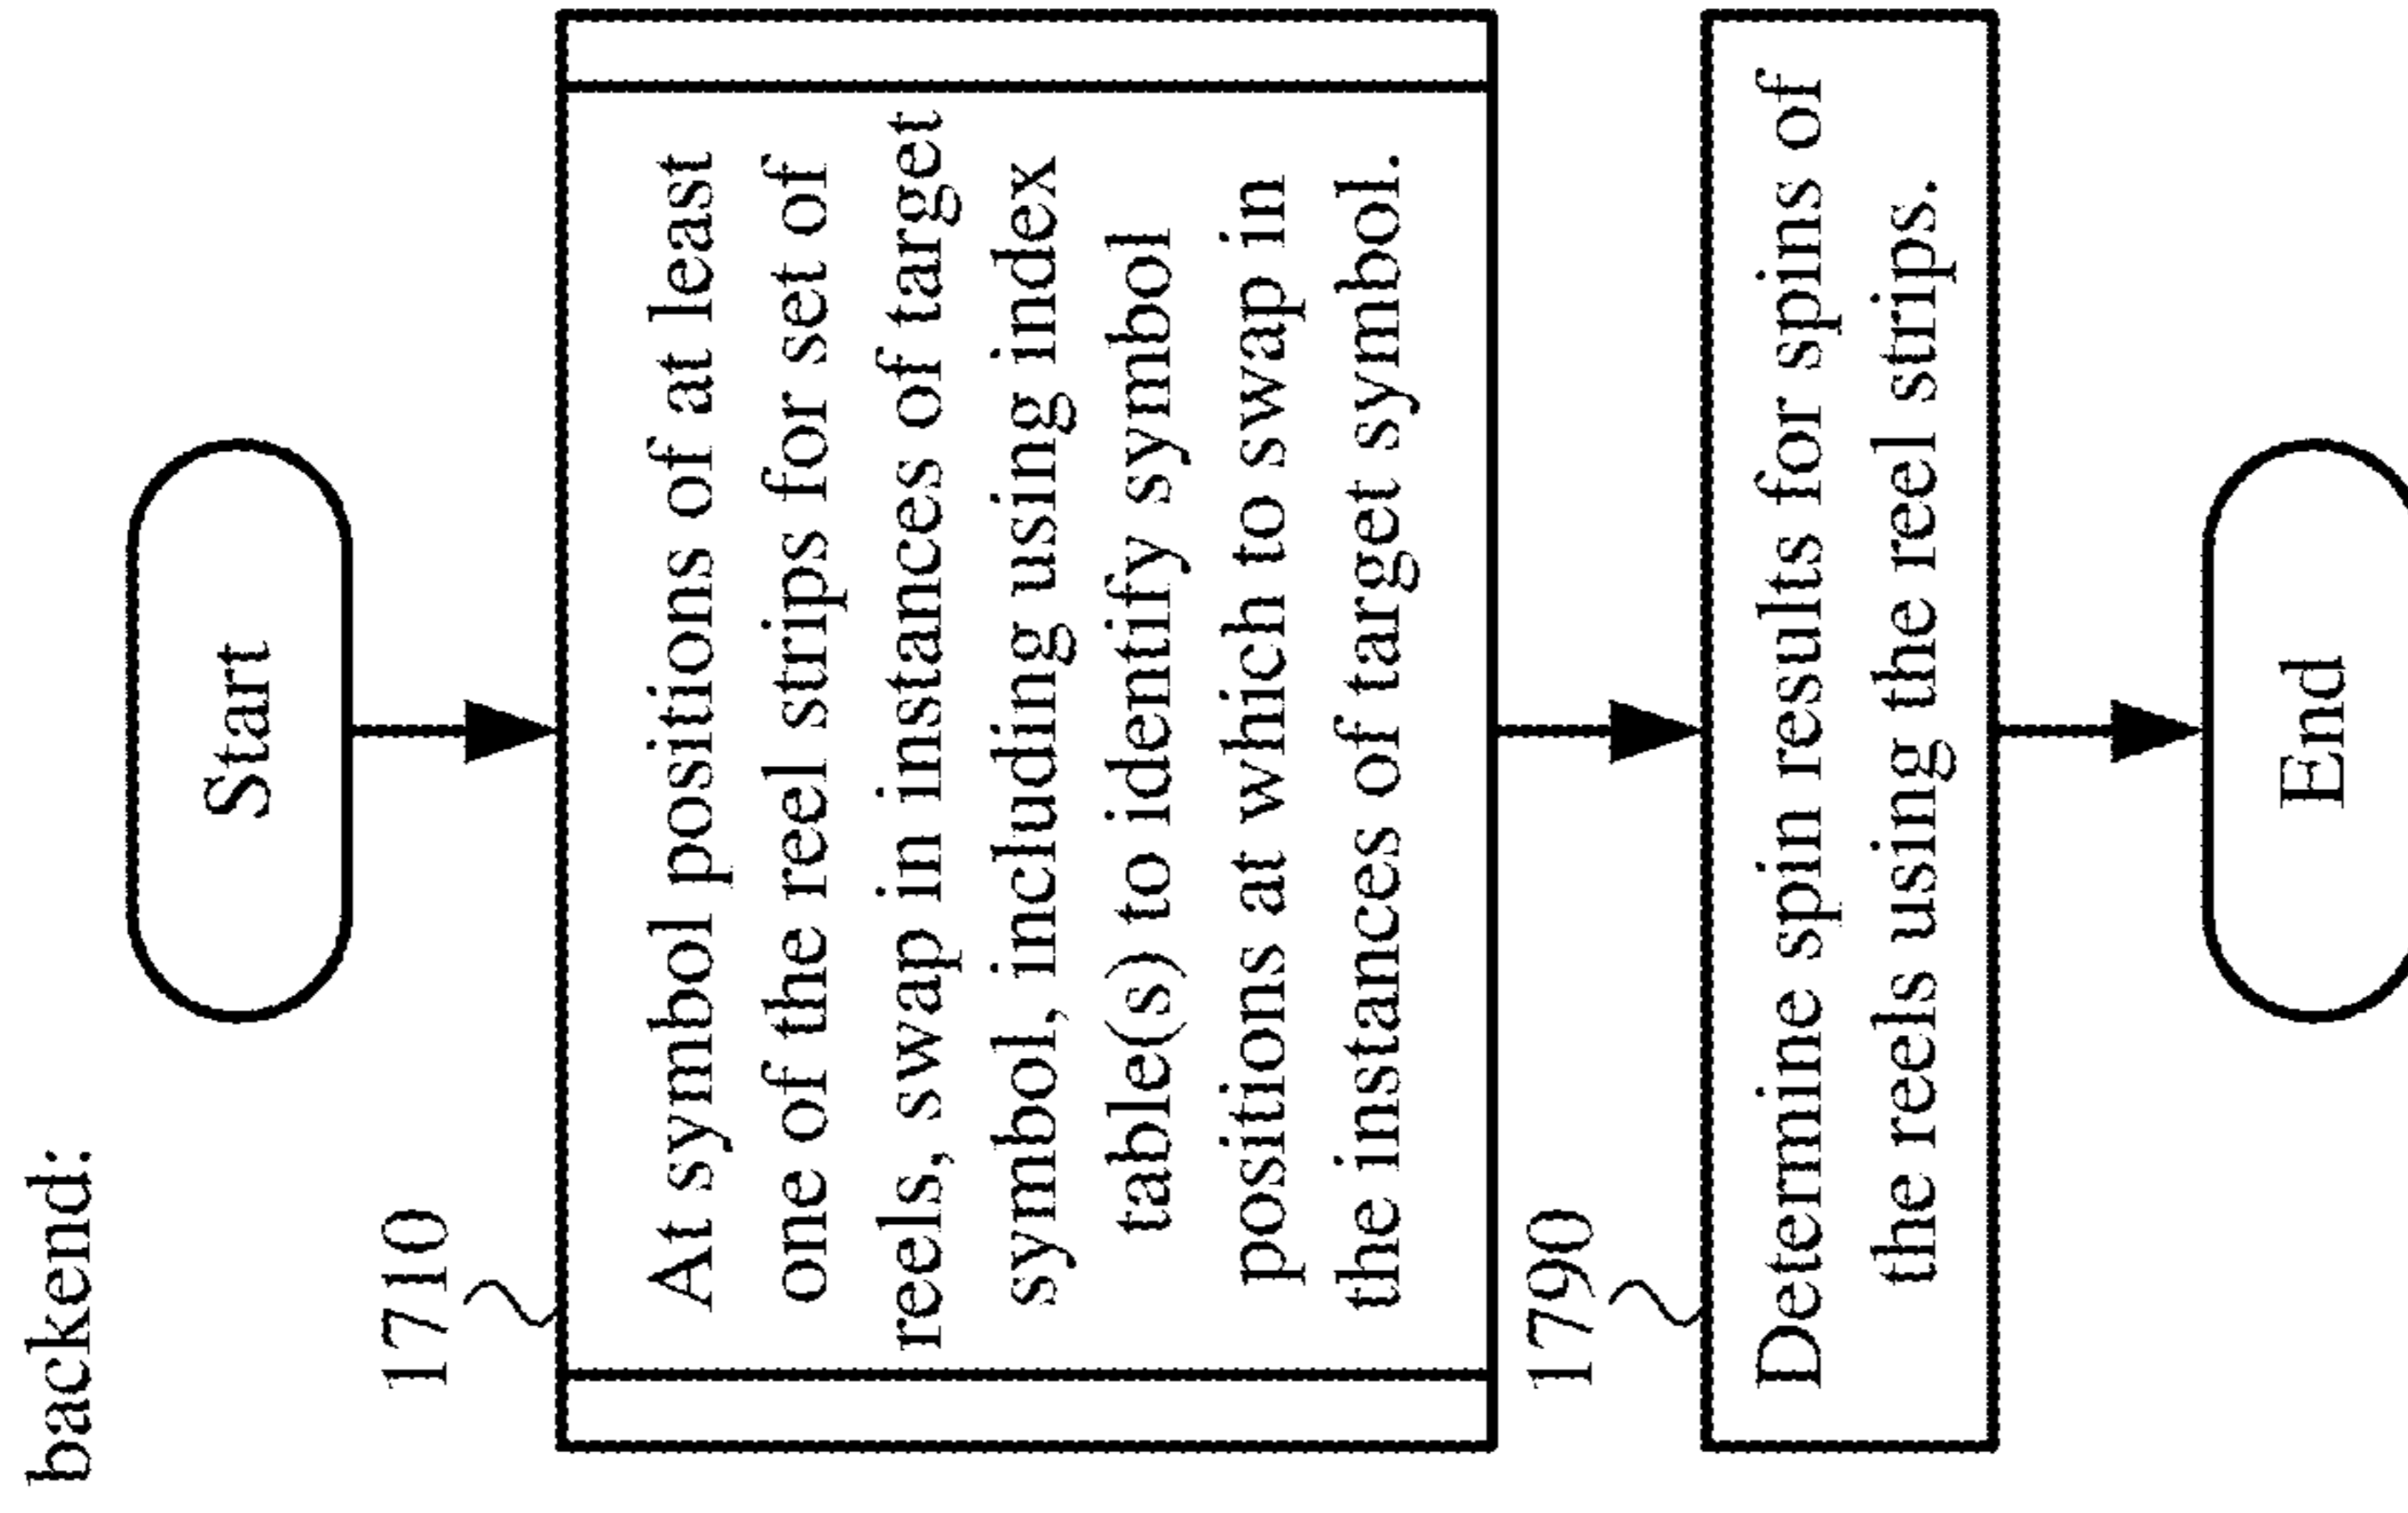 backend:
Start
1710
At symbol positions of at least
one of the reel strips for set of
reels, swap in instances of target
symbol, including using index
table(s) to identify symbol
positions at which to swap in
the instances of target symbol.
1790
Determine spin results for spins of
the reels using the reel strips.
End